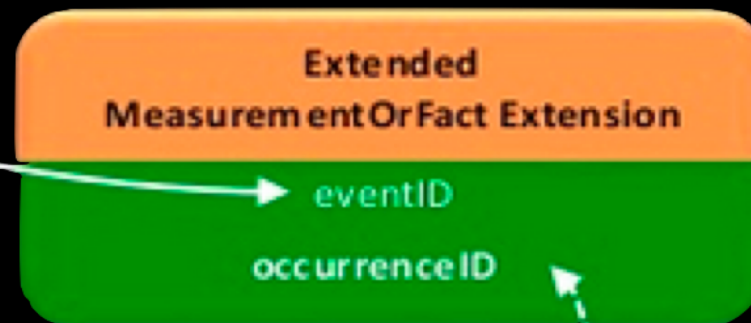 Extended
MeasurementOrFact Extension
eventID
occurrenceID